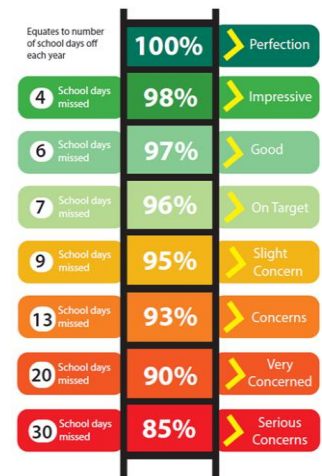 Equates to number
of school days off
each year
100%
Perfection
4 School days
missed
98%
Impressive
6 School days
missed
97%
Good
7 School days
missed
96%
On Target
9 School days
missed
95%
Slight
Concern
13 School days
missed
93%
Concerns
20 School days
missed
90%
Very
Concerned
30 School days
missed
85%
Serious
Concerns